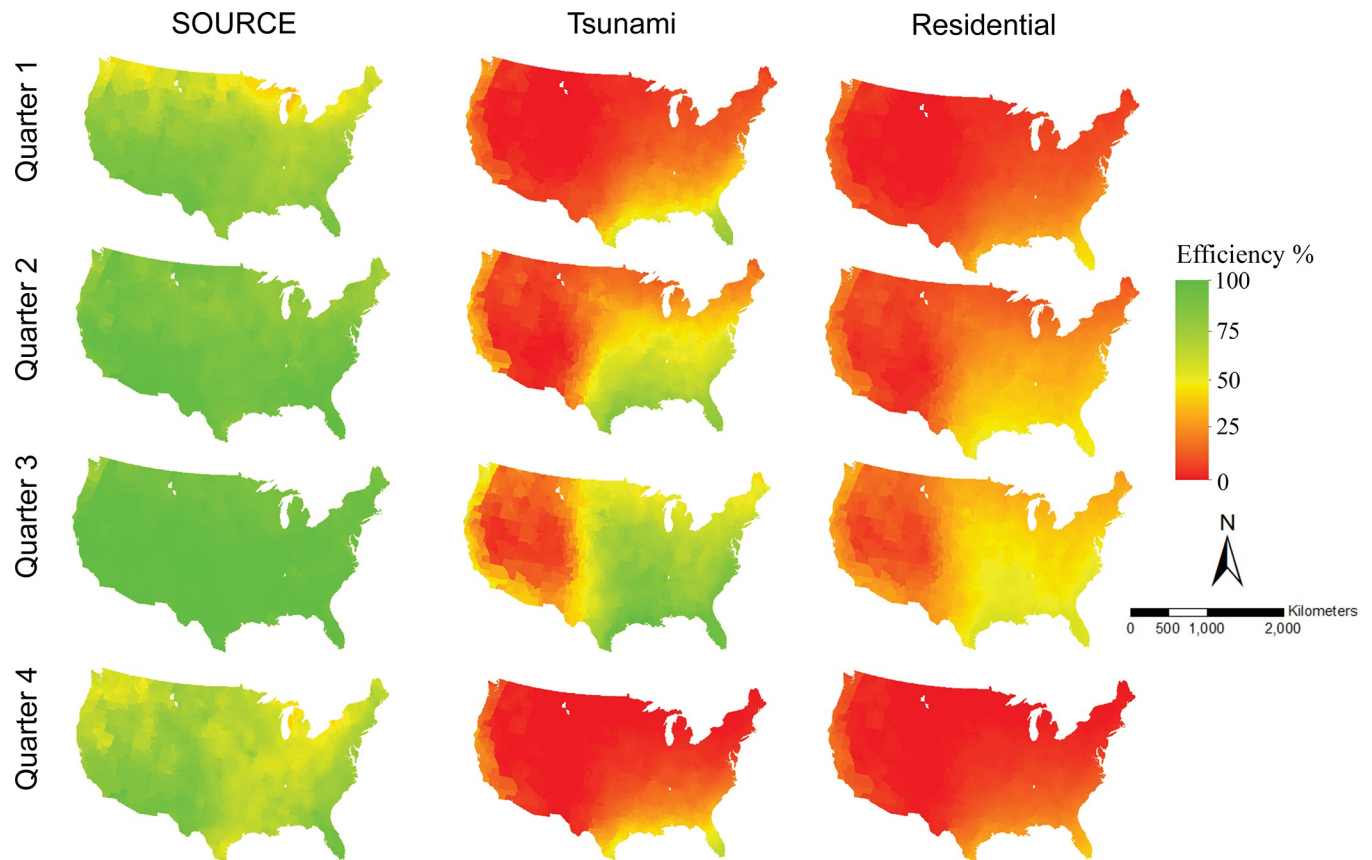 SOURCE Tsunami Residential
Quarter 1
Quarter 2
Quarter 3
Quarter 4
Efficiency %
100
75
50
25
0
N
Kilometers
0 500 1,000 2,000